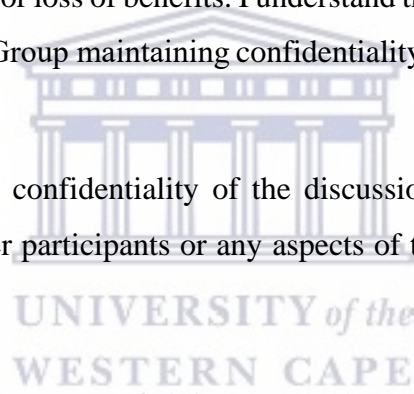 or loss of benefits. I understand t
Group maintaining confidentiality
confidentiality of the discussio
er participants or any aspects of t
UNIVERSITY of the
WESTERN CAPE